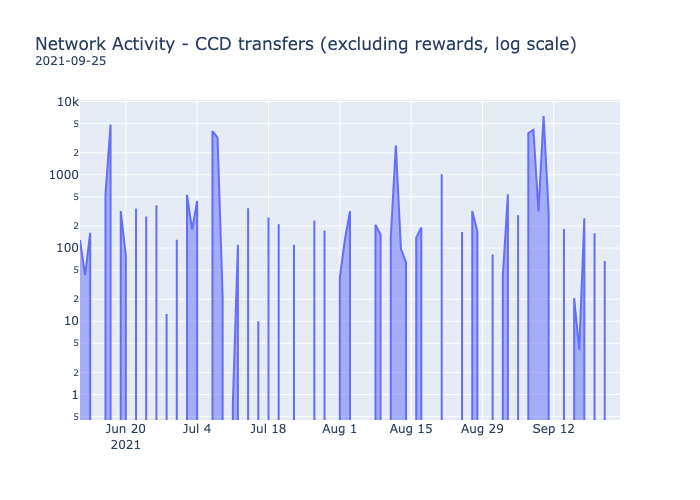 Network Activity - CCD transfers (excluding rewards, log scale)
2021-09-25
10k
5
2
1000
5
2
100
5
2
10
5
2
1
5
Jun 20
2021
Jul 4
Jul 18
Aug 1
Aug 15
Aug 29
Sep 12